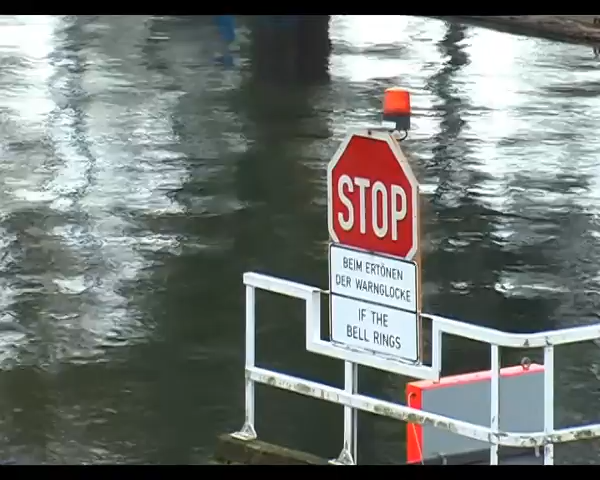 STOP
BEIM ERTÖNEN
DER WARNGLOCKE
IF THE
BELL RINGS